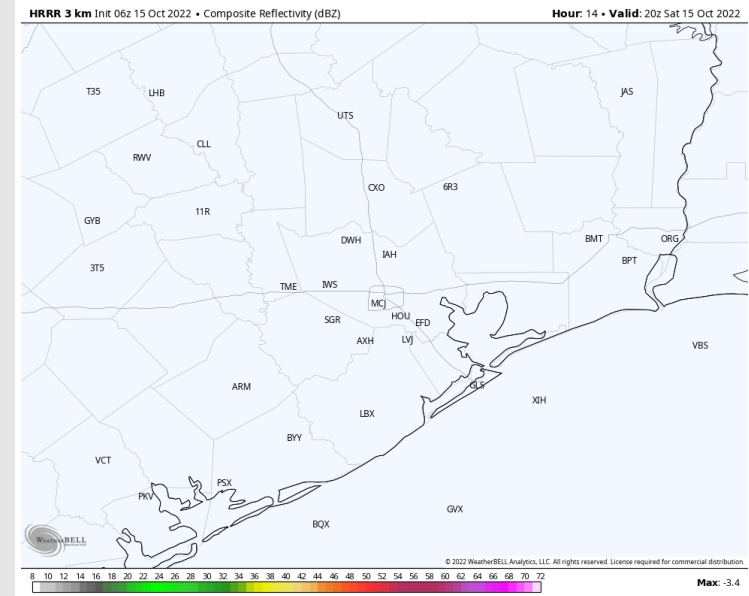 HRRR 3 km Init 06z 15 Oct 2022 • Composite Reflectivity (dBZ)
Hour: 14 • Valid: 20z Sat 15 Oct 2022
T35 LHB JAS
UTS
CLL
RWV
CXO 6R3
11R
GYB
DWH BMT ORG
IAH
BPT
3T5
TME IWS
MCJ
SGR HOU EFD
AXH LVJ
VBS
ARM GLS
XIH
LBX
BYY
VCT
PSX
PKV
GVX
BQX
WEATHERBELL
© 2022 WeatherBELL Analytics, LLC. All rights reserved. License required for commercial distribution.
8 10 12 14 16 18 20 22 24 26 28 30 32 34 36 38 40 42 44 46 48 50 52 54 56 58 60 62 64 66 68 70 72
Max: -3.4